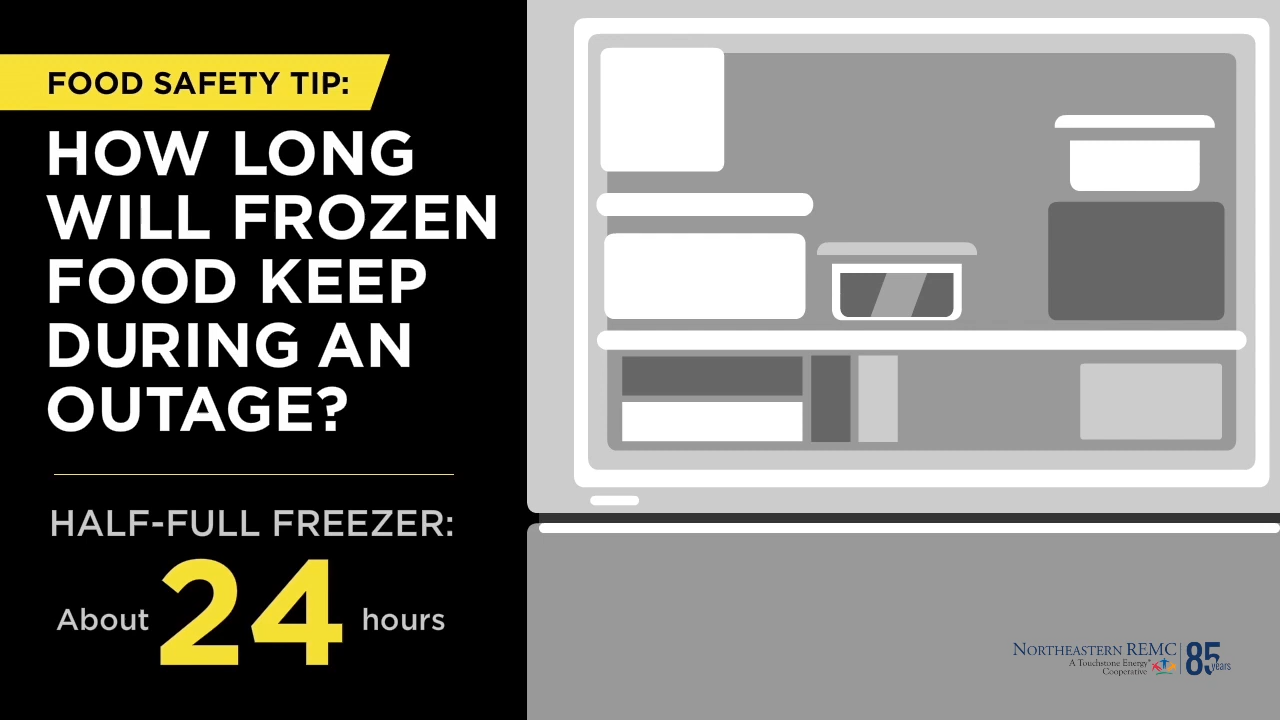 FOOD SAFETY TIP:
HOW LONG
WILL FROZEN
FOOD KEEP
DURING AN
OUTAGE?
HALF-FULL FREEZER:
About 24 hours
NORTHEASTERN REMC
A Touchstone Energy®
Cooperative
85 years